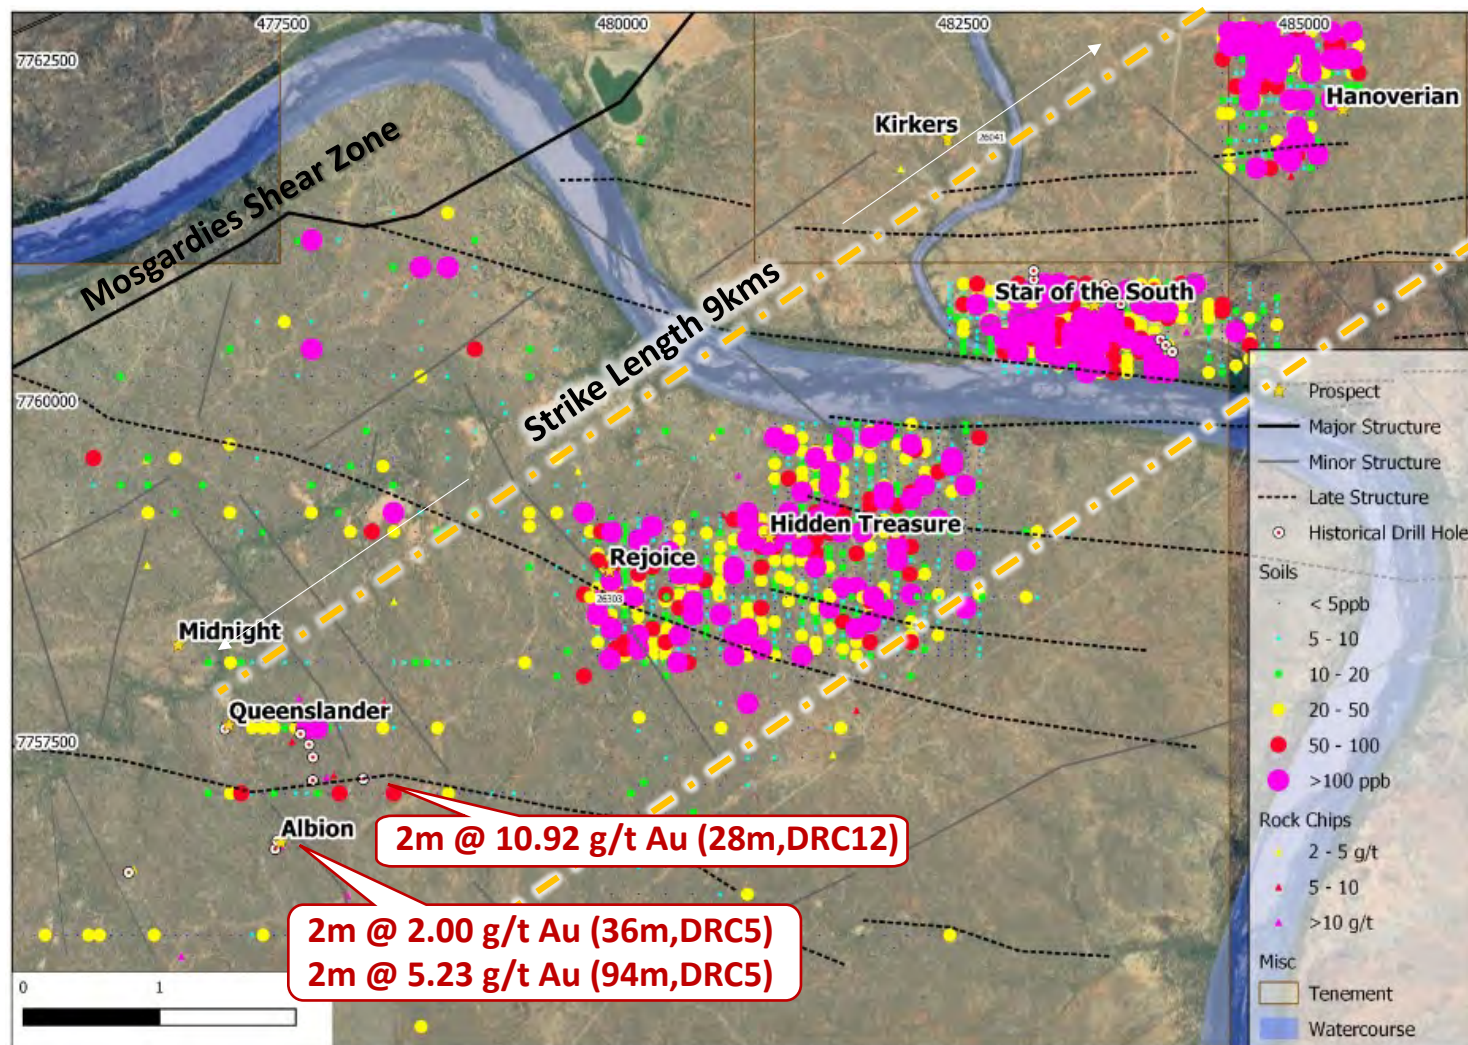 477500
480000
482500
485000
7762500
Hanoverian
Kirkers
26041
Mosgardies Shear Zone
Star of the South
Strike Length 9kms
7760000
Hidden Treasure
Rejoice
26303
Midnight
Queenslander
7757500
Albion
2m @ 10.92 g/t Au (28m,DRC12)
2m @ 2.00 g/t Au (36m,DRC5)
2m @ 5.23 g/t Au (94m,DRC5)
0
1
Prospect
Major Structure
Minor Structure
Late Structure
Historical Drill Hole
Soils
< 5ppb
5 - 10
10 - 20
20 - 50
50 - 100
>100 ppb
Rock Chips
2 - 5 g/t
5 - 10
>10 g/t
Misc
Tenement
Watercourse